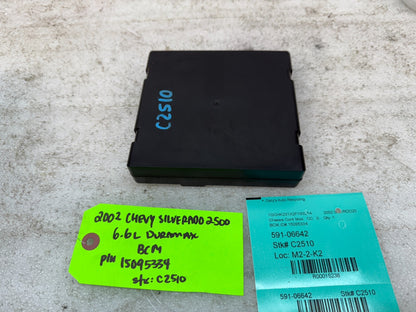 C2510
2002 CHEVY SILVERADO 2500
6.6L DURAMAX
BCM
p/n 15095334
stk: C2510
591-06642
Stk# C2510
Loc: M2-2-K2
591-06642 Stk# C2510